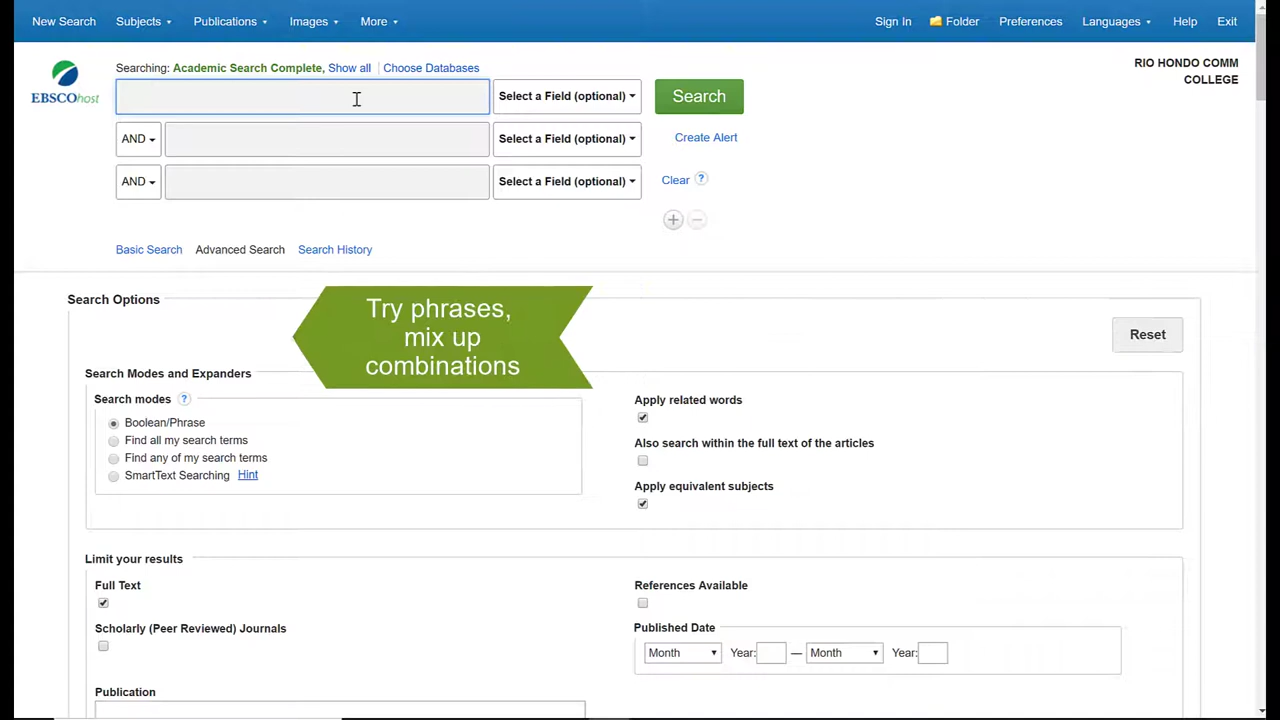 New Search Subjects Publications Images More Sign In Folder Preferences Languages Help Exit
Searching: Academic Search Complete, Show all Choose Databases
RIO HONDO COMM
COLLEGE
EBSCOhost
Select a Field (optional) Search
AND Select a Field (optional) Create Alert
AND Select a Field (optional) Clear ?
Basic Search Advanced Search Search History
Search Options
Try phrases,
mix up
combinations
Reset
Search Modes and Expanders
Search modes ?
Boolean/Phrase
Find all my search terms
Find any of my search terms
SmartText Searching Hint
Apply related words
Also search within the full text of the articles
Apply equivalent subjects
Limit your results
Full Text
References Available
Scholarly (Peer Reviewed) Journals
Published Date
Month Year: — Month Year:
Publication